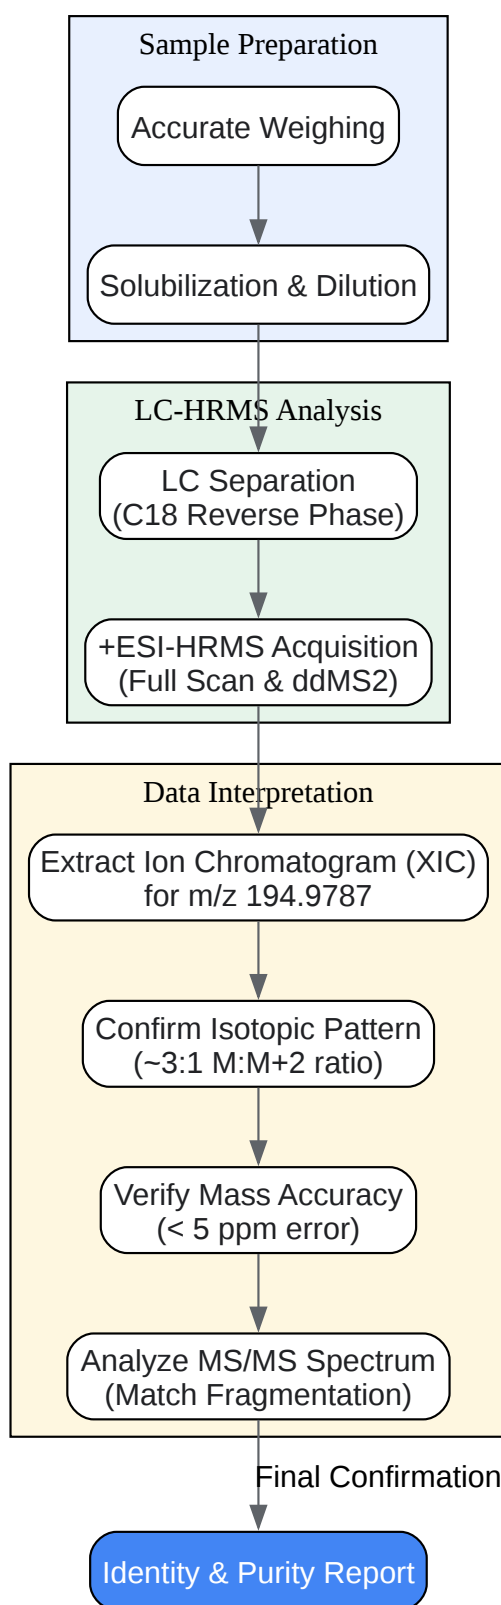 Sample Preparation
Accurate Weighing
Solubilization & Dilution
LC-HRMS Analysis
LC Separation
(C18 Reverse Phase)
+ESI-HRMS Acquisition
(Full Scan & ddMS2)
Data Interpretation
Extract Ion Chromatogram (XIC)
for m/z 194.9787
Confirm Isotopic Pattern
(~3:1 M:M+2 ratio)
Verify Mass Accuracy
(< 5 ppm error)
Analyze MS/MS Spectrum
(Match Fragmentation)
Final Confirmation
Identity & Purity Report